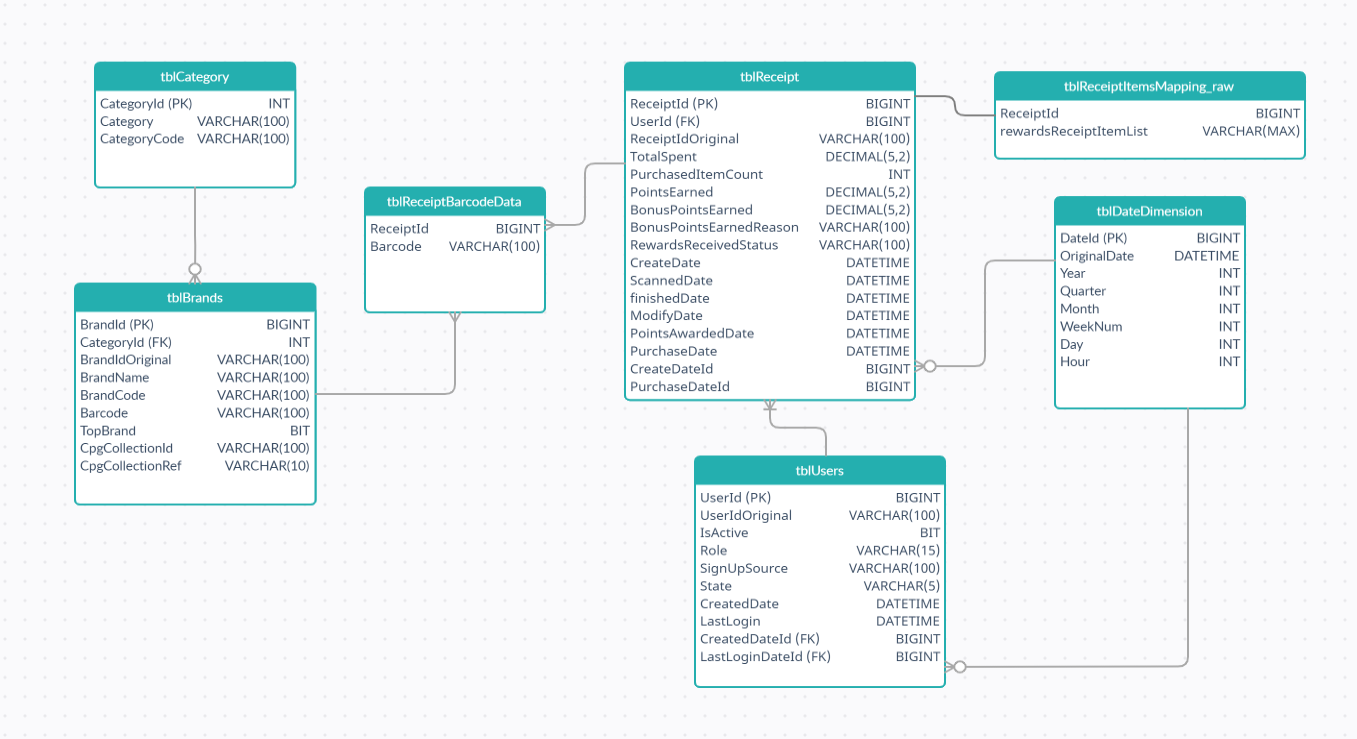 tblCategory
CategoryId (PK) INT
Category VARCHAR(100)
CategoryCode VARCHAR(100)
tblBrands
BrandId (PK) BIGINT
CategoryId (FK) INT
BrandIdOriginal VARCHAR(100)
BrandName VARCHAR(100)
BrandCode VARCHAR(100)
Barcode VARCHAR(100)
TopBrand BIT
CpgCollectionId VARCHAR(100)
CpgCollectionRef VARCHAR(10)
tblReceiptBarcodeData
ReceiptId BIGINT
Barcode VARCHAR(100)
tblReceipt
ReceiptId (PK) BIGINT
UserId (FK) BIGINT
ReceiptIdOriginal VARCHAR(100)
TotalSpent DECIMAL(5,2)
PurchasedItemCount INT
PointsEarned DECIMAL(5,2)
BonusPointsEarned DECIMAL(5,2)
BonusPointsEarnedReason VARCHAR(100)
RewardsReceivedStatus VARCHAR(100)
CreateDate DATETIME
ScannedDate DATETIME
finishedDate DATETIME
ModifyDate DATETIME
PointsAwardedDate DATETIME
PurchaseDate DATETIME
CreateDateId BIGINT
PurchaseDateId BIGINT
tblUsers
UserId (PK) BIGINT
UserIdOriginal VARCHAR(100)
IsActive BIT
Role VARCHAR(15)
SignUpSource VARCHAR(100)
State VARCHAR(5)
CreatedDate DATETIME
LastLogin DATETIME
CreatedDateId (FK) BIGINT
LastLoginDateId (FK) BIGINT
tblReceiptItemsMapping_raw
ReceiptId BIGINT
rewardsReceiptItemList VARCHAR(MAX)
tblDateDimension
DateId (PK) BIGINT
OriginalDate DATETIME
Year INT
Quarter INT
Month INT
WeekNum INT
Day INT
Hour INT